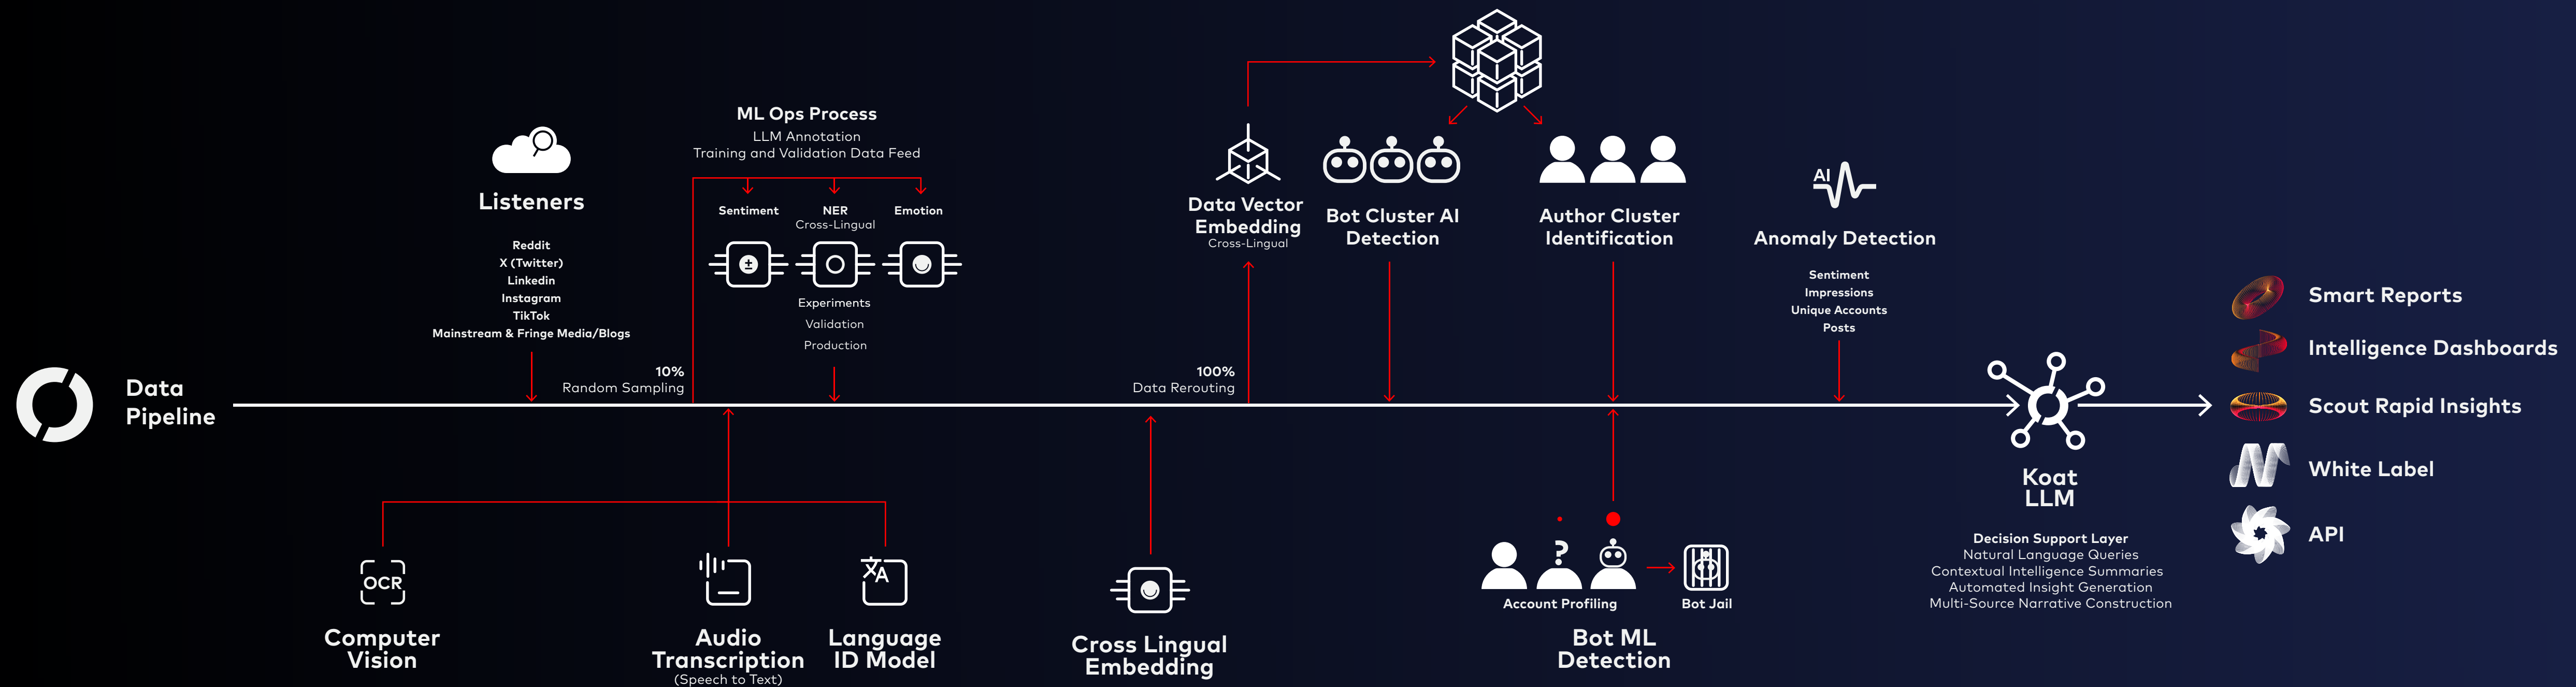 Data
Pipeline
Listeners
Reddit
X (Twitter)
Linkedin
Instagram
TikTok
Mainstream & Fringe Media/Blogs
10%
Random Sampling
ML Ops Process
LLM Annotation
Training and Validation Data Feed
Sentiment
NER
Cross-Lingual
Emotion
Experiments
Validation
Production
OCR
Computer
Vision
Audio
Transcription
(Speech to Text)
XA
Language
ID Model
Cross Lingual
Embedding
100%
Data Rerouting
Data Vector
Embedding
Cross-Lingual
Bot Cluster AI
Detection
Author Cluster
Identification
?
Account Profiling
Bot Jail
Bot ML
Detection
AI
Anomaly Detection
Sentiment
Impressions
Unique Accounts
Posts
Koat
LLM
Decision Support Layer
Natural Language Queries
Contextual Intelligence Summaries
Automated Insight Generation
Multi-Source Narrative Construction
Smart Reports
Intelligence Dashboards
Scout Rapid Insights
White Label
API